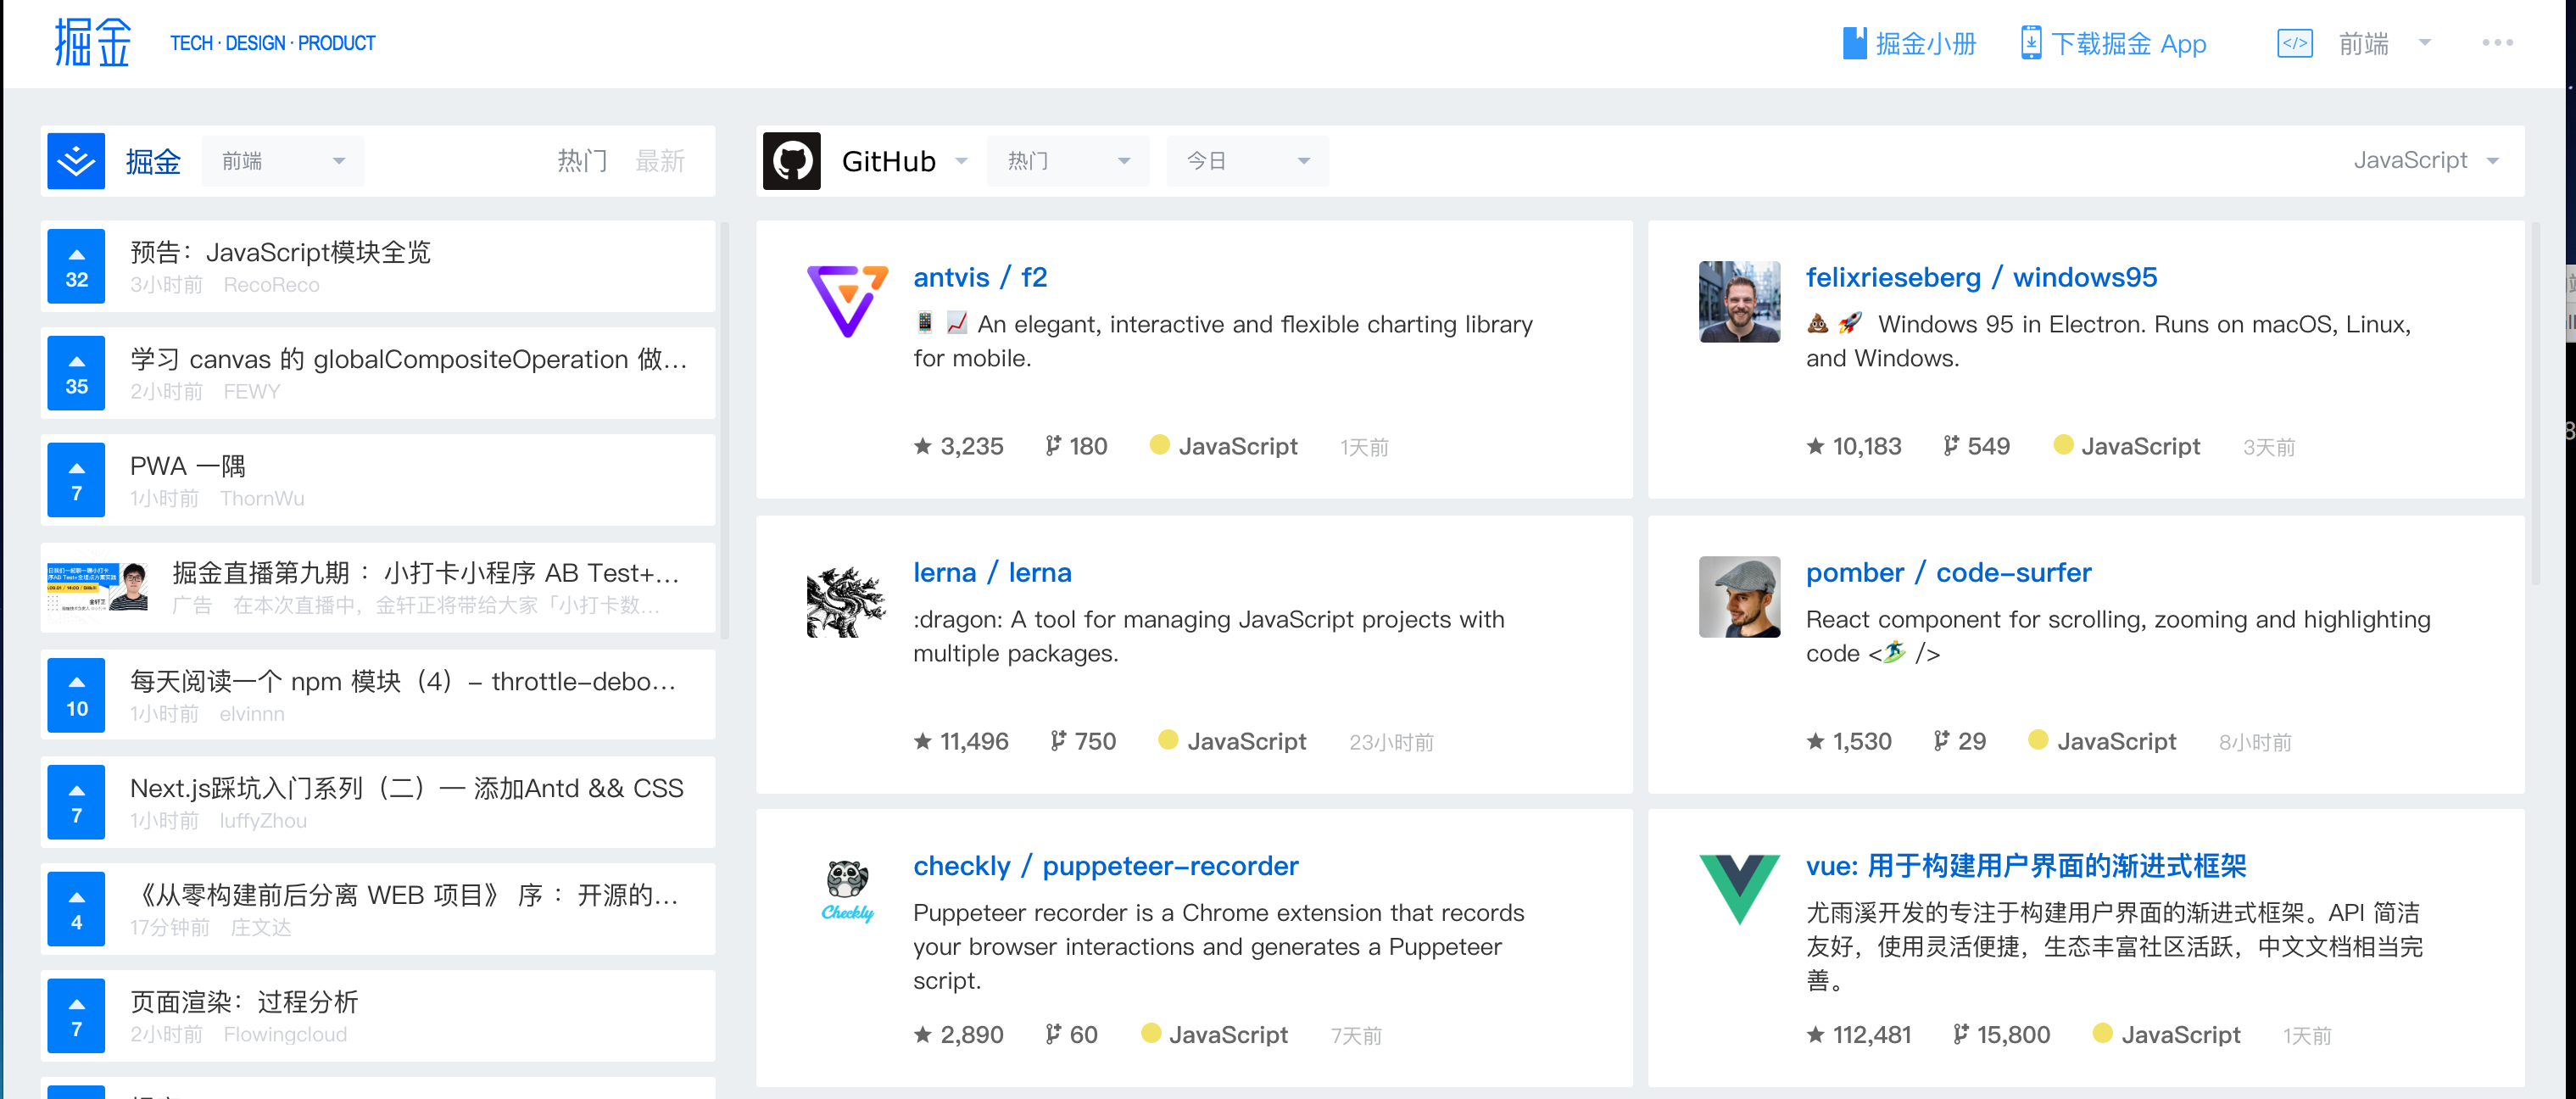 掘金
TECH · DESIGN · PRODUCT
掘金小册
下载掘金 App
</>
前端
掘金
前端
热门
最新
32
预告：JavaScript模块全览
3小时前 RecoReco
35
学习 canvas 的 globalCompositeOperation 做...
2小时前 FEWY
7
PWA 一隅
1小时前 ThornWu
掘金直播第九期：小打卡小程序 AB Test+...
广告 在本次直播中，金轩正将带给大家「小打卡数...
10
每天阅读一个 npm 模块（4）- throttle-debo...
1小时前 elvinnn
7
Next.js踩坑入门系列（二）— 添加Antd && CSS
1小时前 luffyZhou
4
《从零构建前后分离 WEB 项目》 序 ：开源的...
17分钟前 庄文达
7
页面渲染：过程分析
2小时前 Flowingcloud
GitHub
热门
今日
JavaScript
antvis / f2
📱 📈 An elegant, interactive and flexible charting library
for mobile.
3,235 180 JavaScript 1天前
felixrieseberg / windows95
💩🚀 Windows 95 in Electron. Runs on macOS, Linux,
and Windows.
10,183 549 JavaScript 3天前
lerna / lerna
:dragon: A tool for managing JavaScript projects with
multiple packages.
11,496 750 JavaScript 23小时前
pomber / code-surfer
React component for scrolling, zooming and highlighting
code <🏄 />
1,530 29 JavaScript 8小时前
Checkly
checkly / puppeteer-recorder
Puppeteer recorder is a Chrome extension that records
your browser interactions and generates a Puppeteer
script.
2,890 60 JavaScript 7天前
vue: 用于构建用户界面的渐进式框架
尤雨溪开发的专注于构建用户界面的渐进式框架。API 简洁
友好，使用灵活便捷，生态丰富社区活跃，中文文档相当完
善。
112,481 15,800 JavaScript 1天前